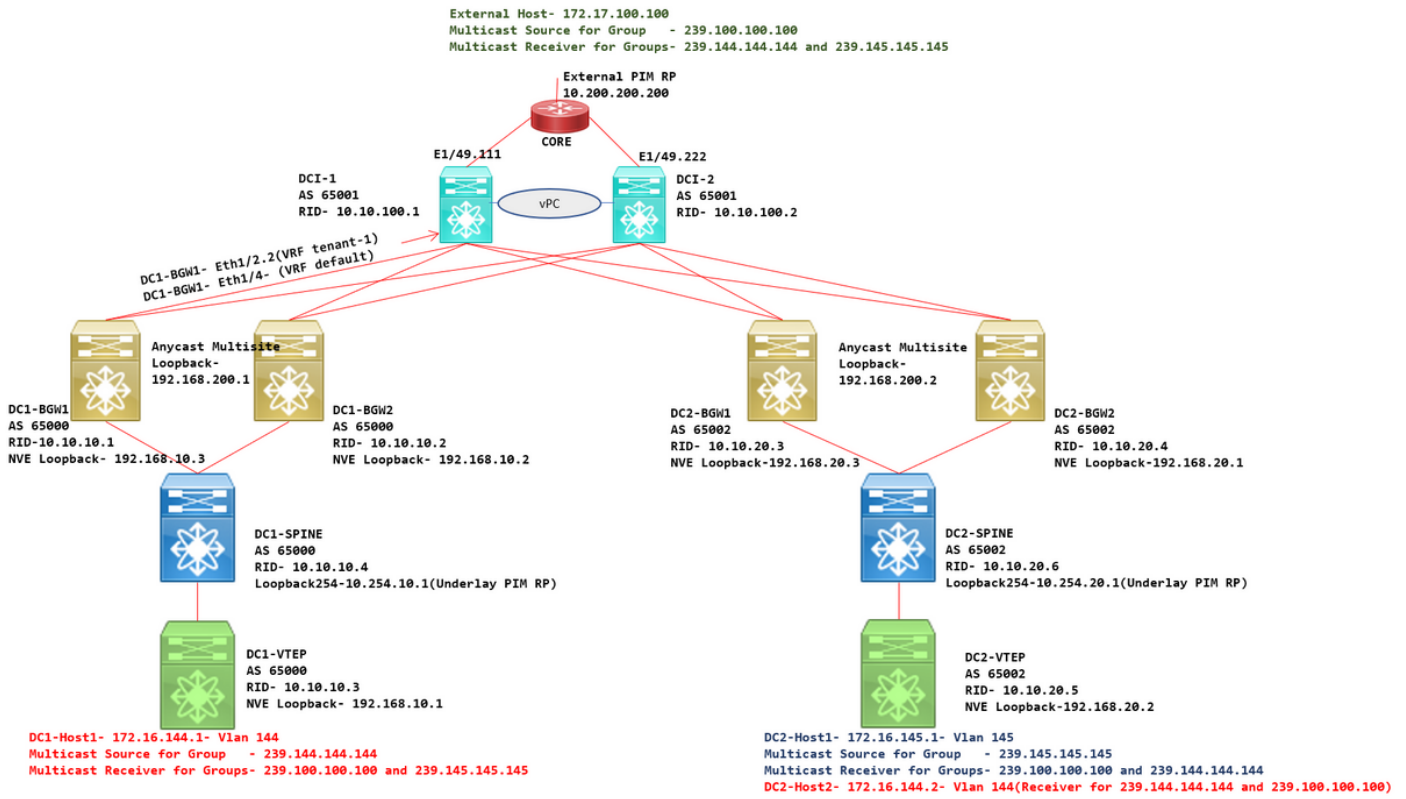 External Host- 172.17.100.100
Multicast Source for Group   - 239.100.100.100
Multicast Receiver for Groups- 239.144.144.144 and 239.145.145.145
External PIM RP
10.200.200.200
CORE
E1/49.111
E1/49.222
DCI-1
AS 65001
RID- 10.10.100.1
vPC
DCI-2
AS 65001
RID- 10.10.100.2
DC1-BGW1- Eth1/2.2(VRF tenant-1)
DC1-BGW1- Eth1/4- (VRF default)
Anycast Multisite
Loopback-
192.168.200.1
Anycast Multisite
Loopback-
192.168.200.2
DC1-BGW1
AS 65000
RID-10.10.10.1
NVE Loopback- 192.168.10.3
DC1-BGW2
AS 65000
RID- 10.10.10.2
NVE Loopback- 192.168.10.2
DC2-BGW1
AS 65002
RID- 10.10.20.3
NVE Loopback-192.168.20.3
DC2-BGW2
AS 65002
RID- 10.10.20.4
NVE Loopback-192.168.20.1
DC1-SPINE
AS 65000
RID- 10.10.10.4
Loopback254-10.254.10.1(Underlay PIM RP)
DC2-SPINE
AS 65002
RID- 10.10.20.6
Loopback254-10.254.20.1(Underlay PIM RP)
DC1-VTEP
AS 65000
RID- 10.10.10.3
NVE Loopback- 192.168.10.1
DC2-VTEP
AS 65002
RID- 10.10.20.5
NVE Loopback-192.168.20.2
DC1-Host1- 172.16.144.1- Vlan 144
Multicast Source for Group   - 239.144.144.144
Multicast Receiver for Groups- 239.100.100.100 and 239.145.145.145
DC2-Host1- 172.16.145.1- Vlan 145
Multicast Source for Group   - 239.145.145.145
Multicast Receiver for Groups- 239.100.100.100 and 239.144.144.144
DC2-Host2- 172.16.144.2- Vlan 144(Receiver for 239.144.144.144 and 239.100.100.100)